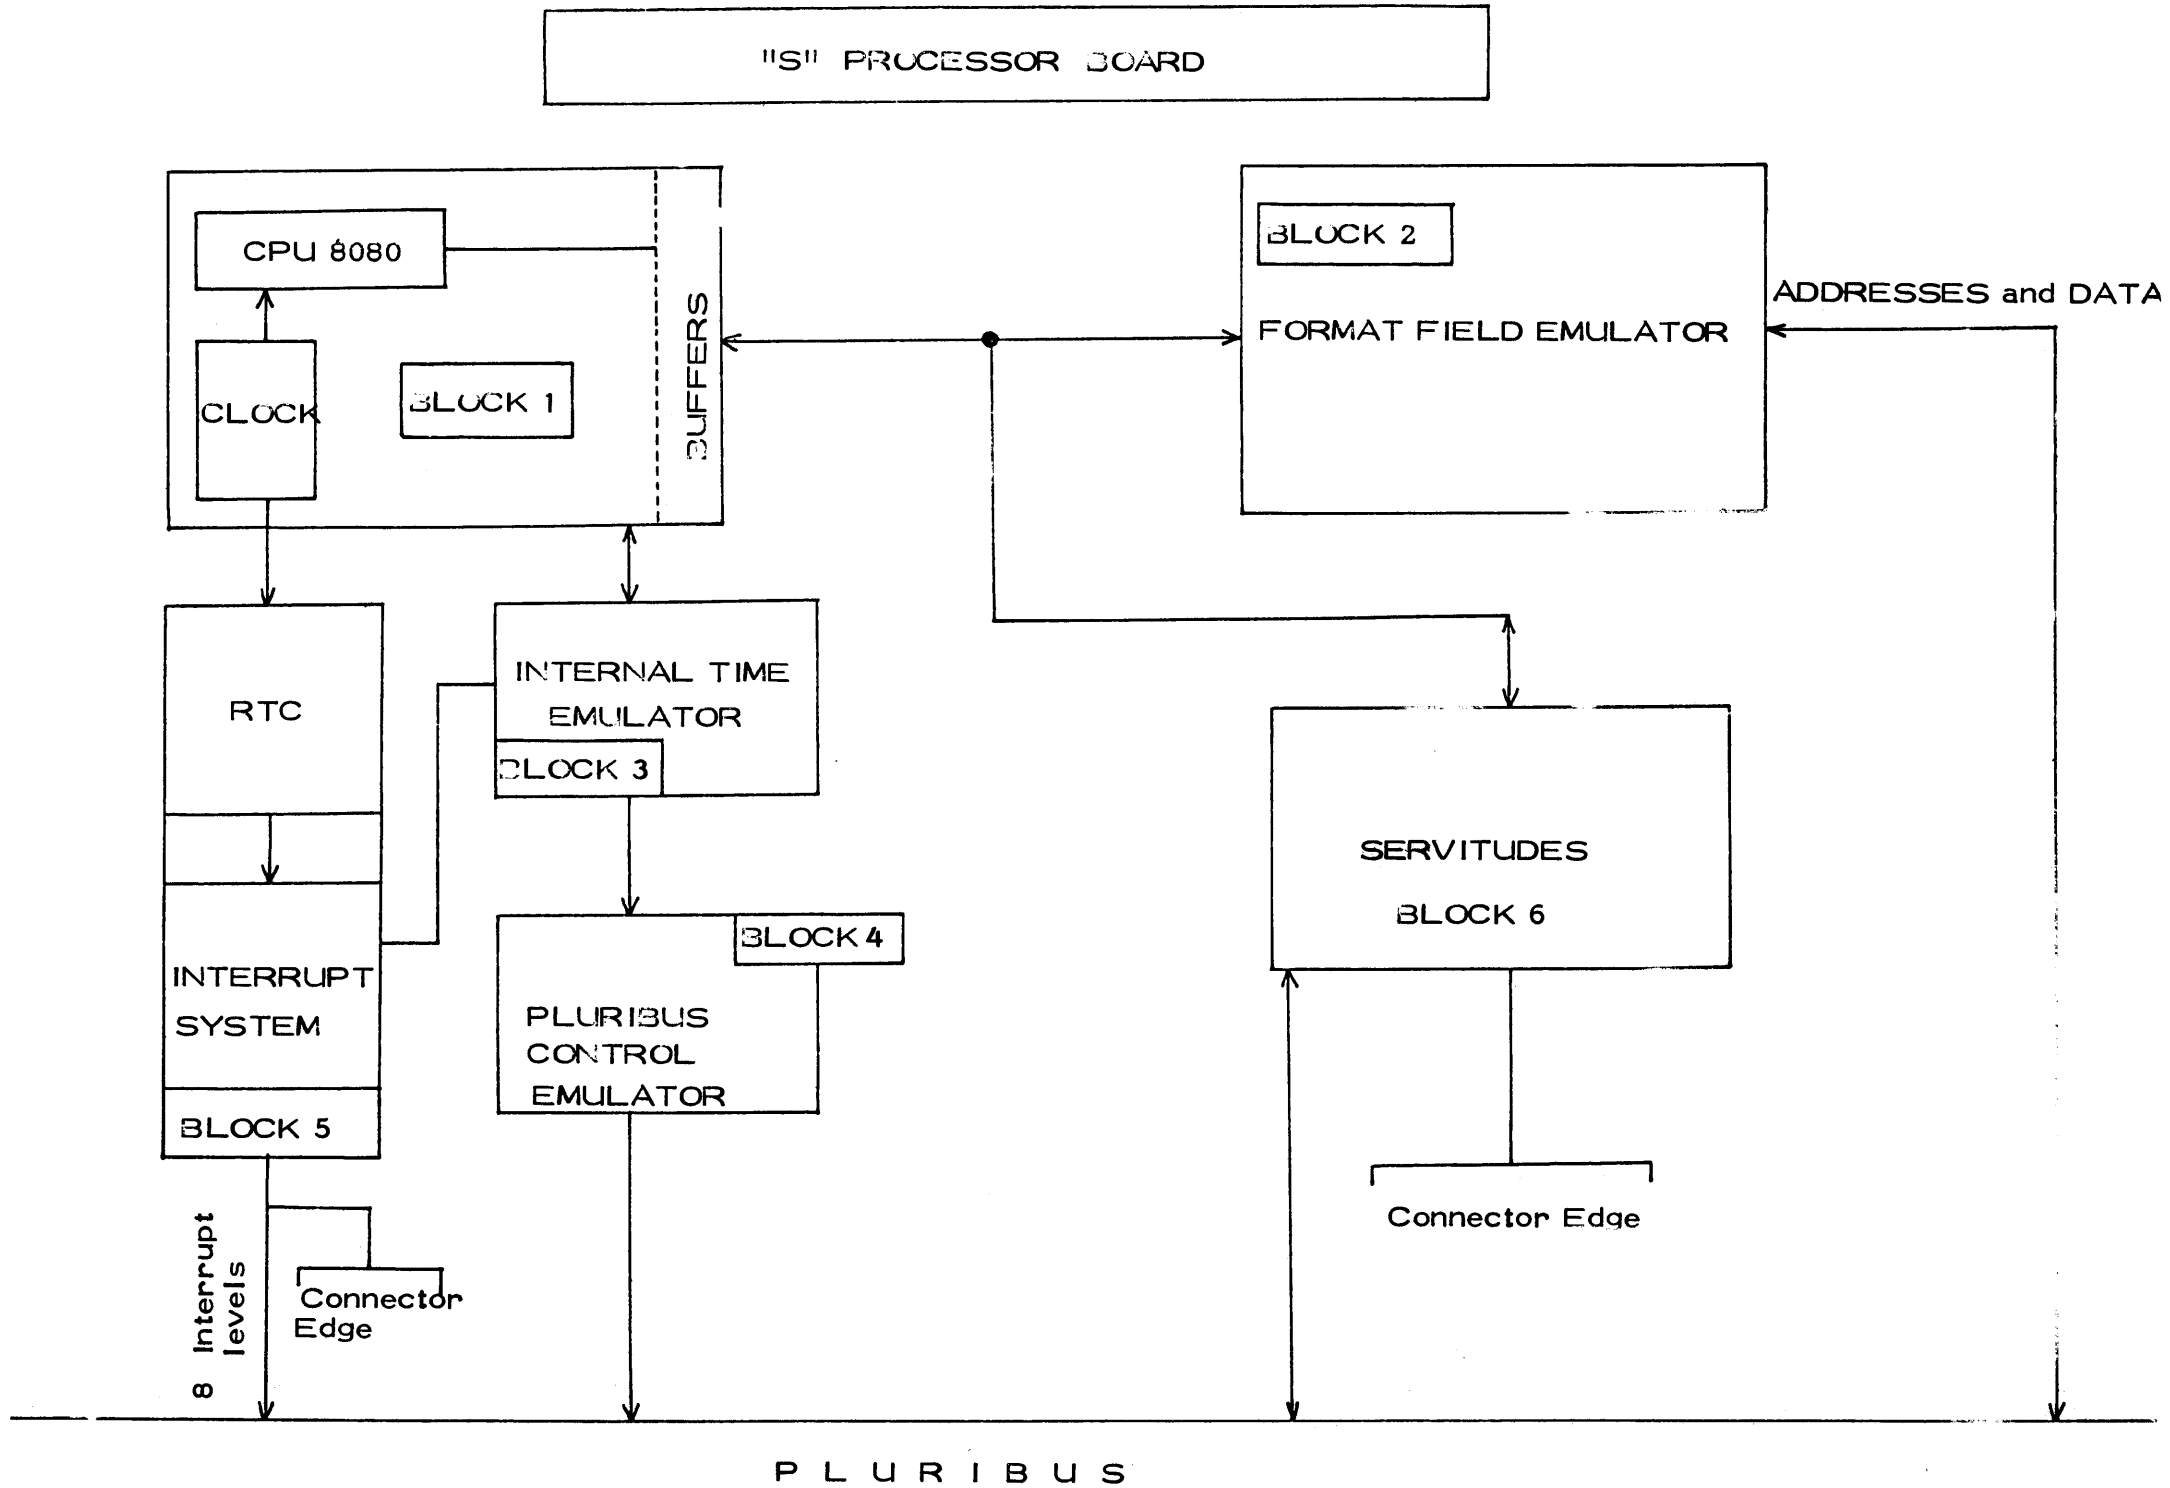 "S" PROCESSOR BOARD
CPU 8080
CLOCK
BLOCK 1
BUFFERS
BLOCK 2
FORMAT FIELD EMULATOR
ADDRESSES and DATA
RTC
INTERNAL TIME
EMULATOR
BLOCK 3
INTERRUPT
SYSTEM
BLOCK 5
BLOCK 4
PLURIBUS
CONTROL
EMULATOR
SERVITUDES
BLOCK 6
8 Interrupt
levels
Connector
Edge
Connector Edge
PLURIBUS